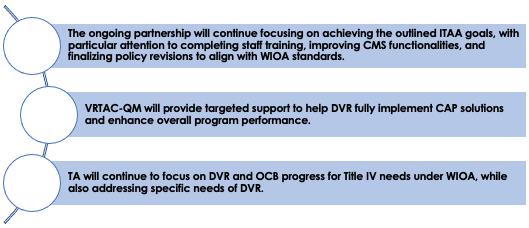 The ongoing partnership will continue focusing on achieving the outlined ITAA goals, with
particular attention to completing staff training, improving CMS functionalities, and
finalizing policy revisions to align with WIOA standards.
VRTAC-QM will provide targeted support to help DVR fully implement CAP solutions
and enhance overall program performance.
TA will continue to focus on DVR and OCB progress for Title IV needs under WIOA, while
also addressing specific needs of DVR.